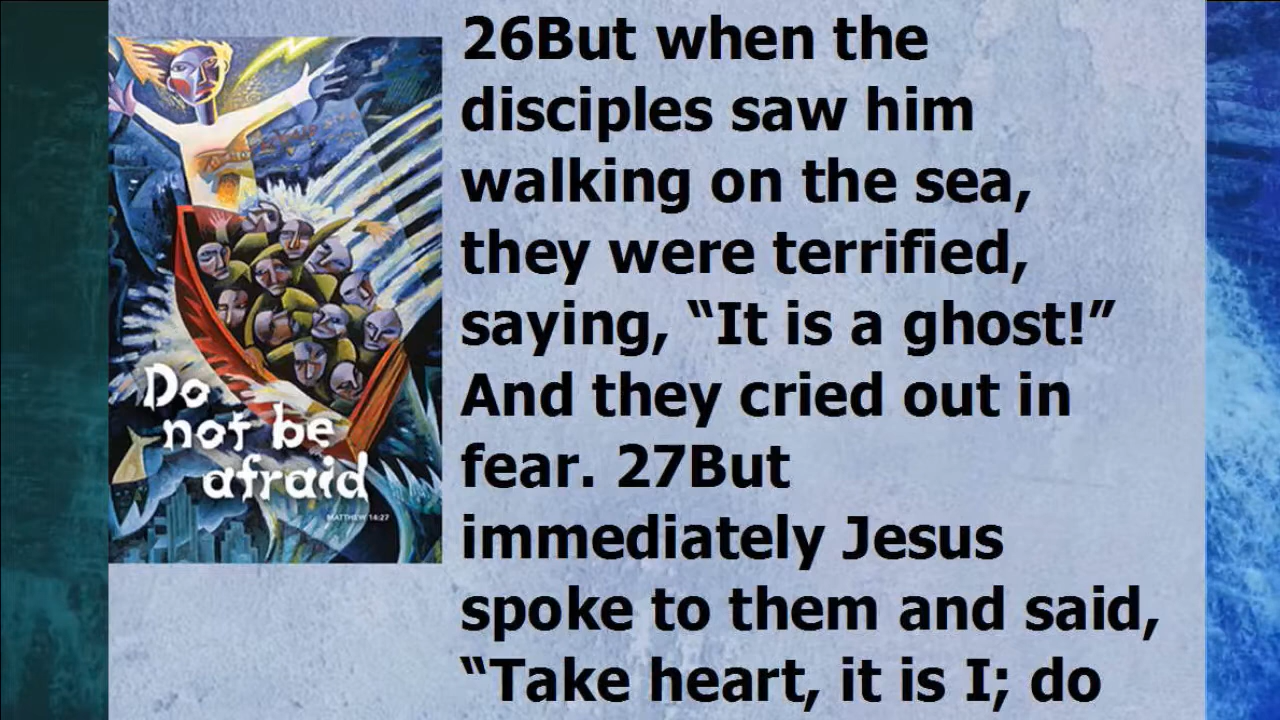 26But when the
disciples saw him
walking on the sea,
they were terrified,
saying, “It is a ghost!”
And they cried out in
fear. 27But
immediately Jesus
spoke to them and said,
“Take heart, it is I; do
Do
not be
afraid
MATTHEW 14:27